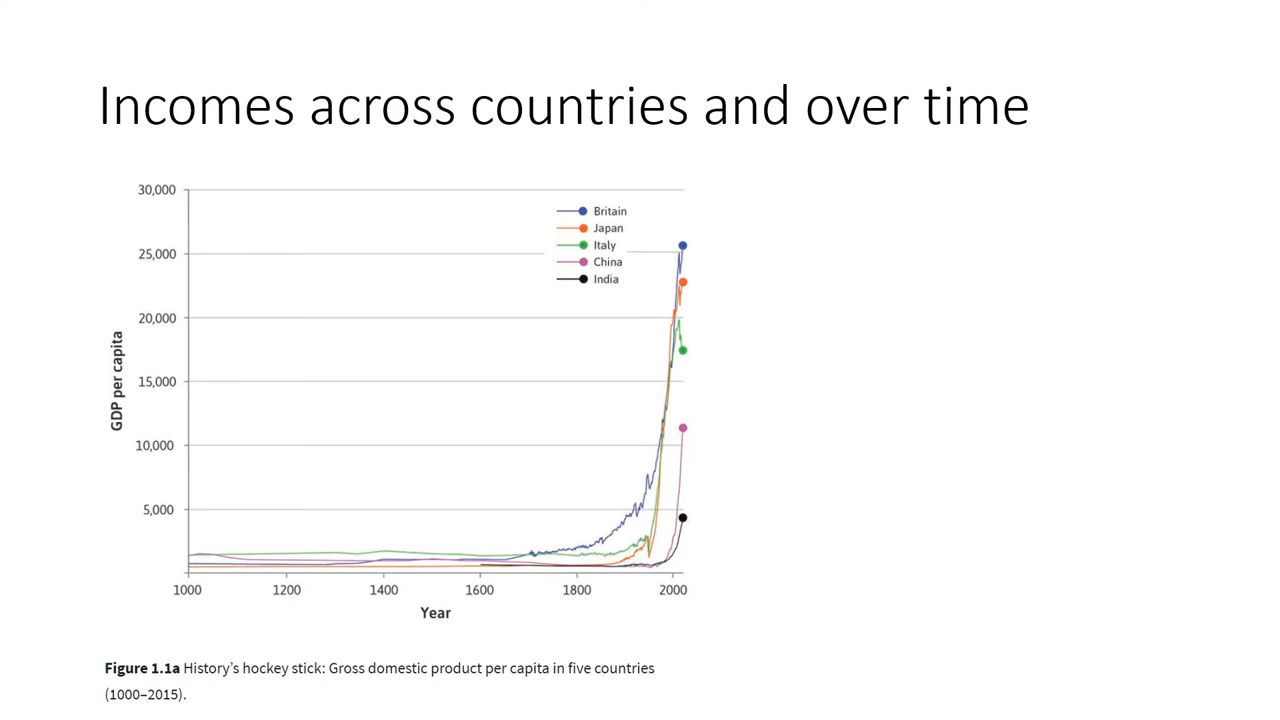 Incomes across countries and over time
30,000
25,000
20,000
15,000
10,000
5,000
GDP per capita
Britain
Japan
Italy
China
India
1000 1200 1400 1600 1800 2000
Year
Figure 1.1a History’s hockey stick: Gross domestic product per capita in five countries
(1000–2015).